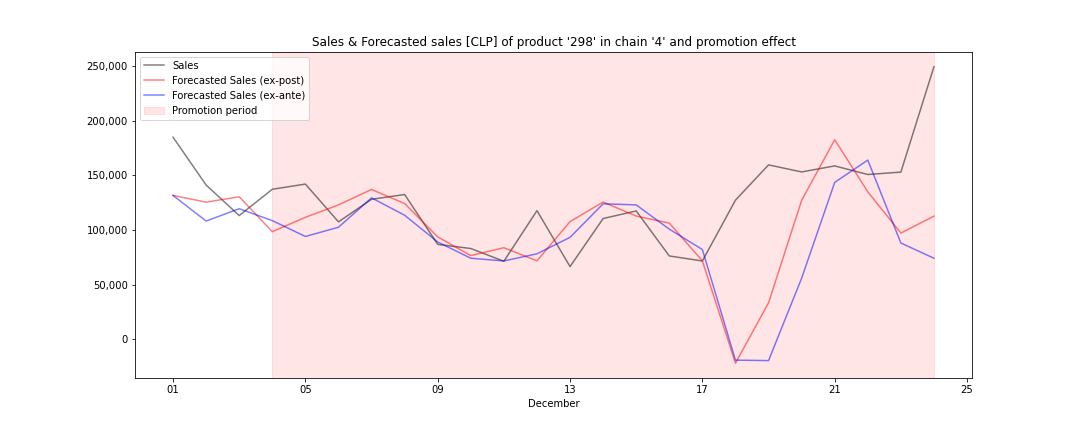 Sales & Forecasted sales [CLP] of product '298' in chain '4' and promotion effect
250,000
200,000
150,000
100,000
50,000
0
Sales
Forecasted Sales (ex-post)
Forecasted Sales (ex-ante)
Promotion period
01
05
09
13
17
21
25
December